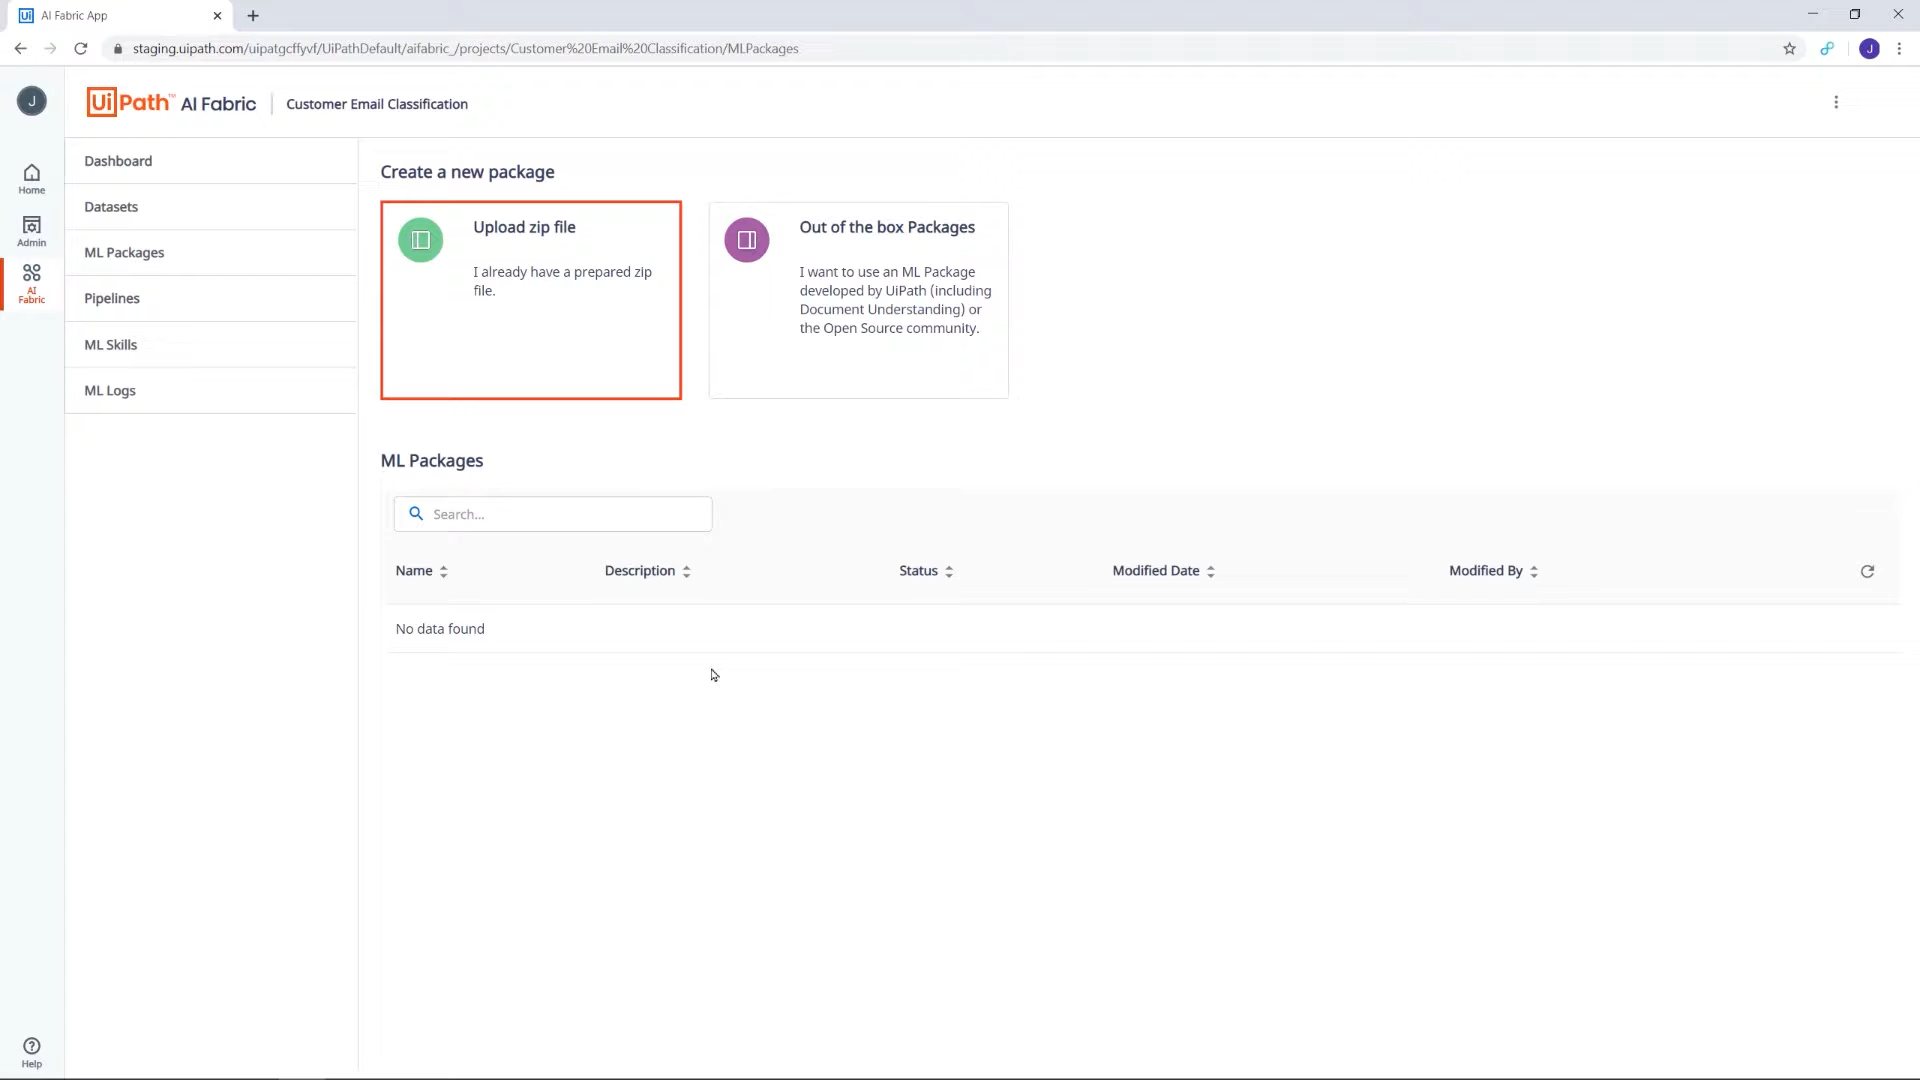 AI Fabric App
staging.uipath.com/uipatgcffyvf/UiPathDefault/aifabric_/projects/Customer%20Email%20Classification/MLPackages
J
J
UiPath™ AI Fabric
Customer Email Classification
Home
Admin
AI
Fabric
Help
Dashboard
Datasets
ML Packages
Pipelines
ML Skills
ML Logs
Create a new package
Upload zip file
I already have a prepared zip
file.
Out of the box Packages
I want to use an ML Package
developed by UiPath (including
Document Understanding) or
the Open Source community.
ML Packages
Search...
Name Description Status Modified Date Modified By
No data found